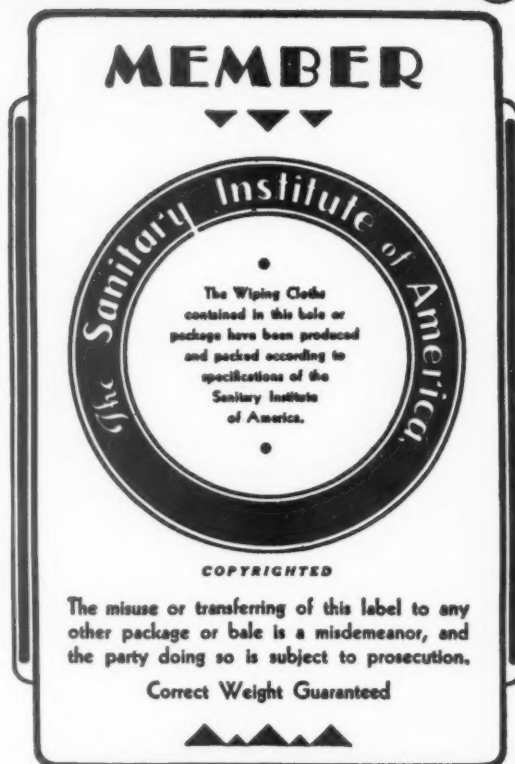 MEMBER
The Sanitary Institute of America.
The Wiping Cloths
contained in this bale or
package have been produced
and packed according to
specifications of the
Sanitary Institute
of America.
COPYRIGHTED
The misuse or transferring of this label to any
other package or bale is a misdemeanor, and
the party doing so is subject to prosecution.
Correct Weight Guaranteed